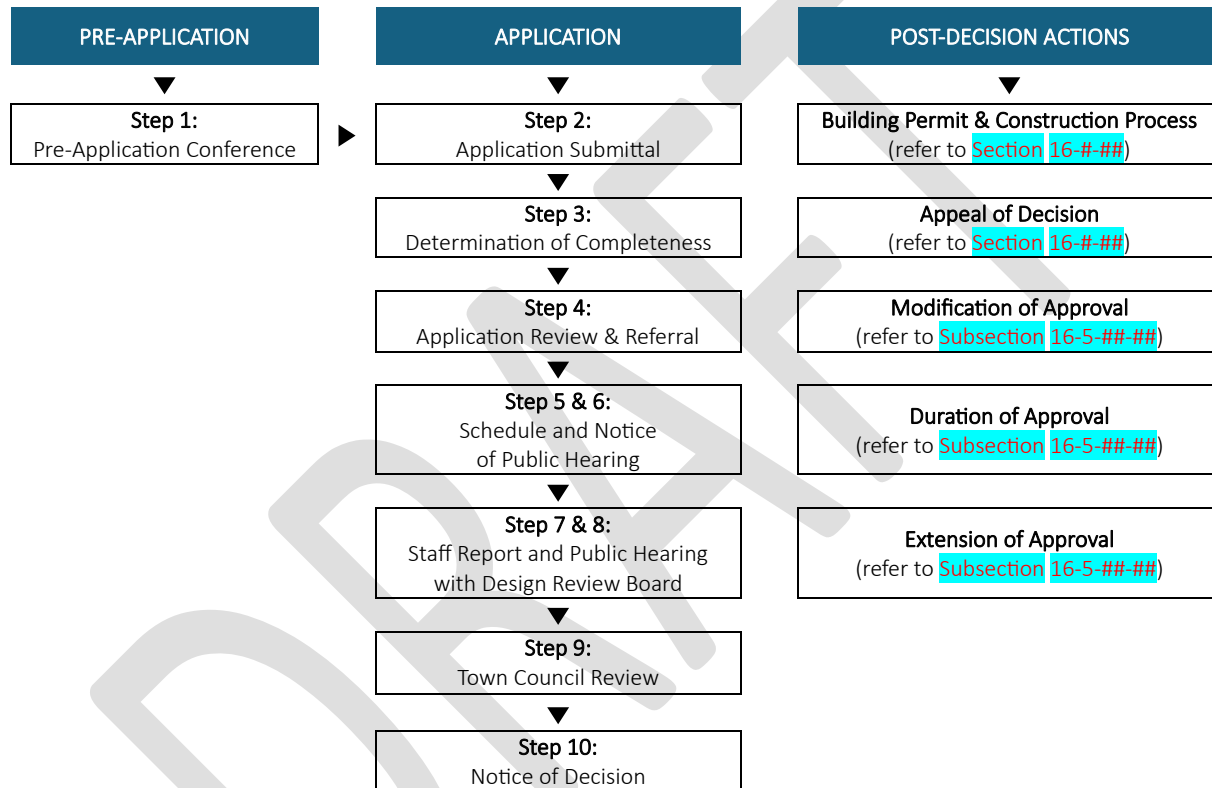 PRE-APPLICATION
Step 1:
Pre-Application Conference
APPLICATION
Step 2:
Application Submittal
Step 3:
Determination of Completeness
Step 4:
Application Review & Referral
Step 5 & 6:
Schedule and Notice
of Public Hearing
Step 7 & 8:
Staff Report and Public Hearing
with Design Review Board
Step 9:
Town Council Review
Step 10:
Notice of Decision
POST-DECISION ACTIONS
Building Permit & Construction Process
(refer to Section 16-#-##)
Appeal of Decision
(refer to Section 16-#-##)
Modification of Approval
(refer to Subsection 16-5-##-##)
Duration of Approval
(refer to Subsection 16-5-##-##)
Extension of Approval
(refer to Subsection 16-5-##-##)
DRAFT